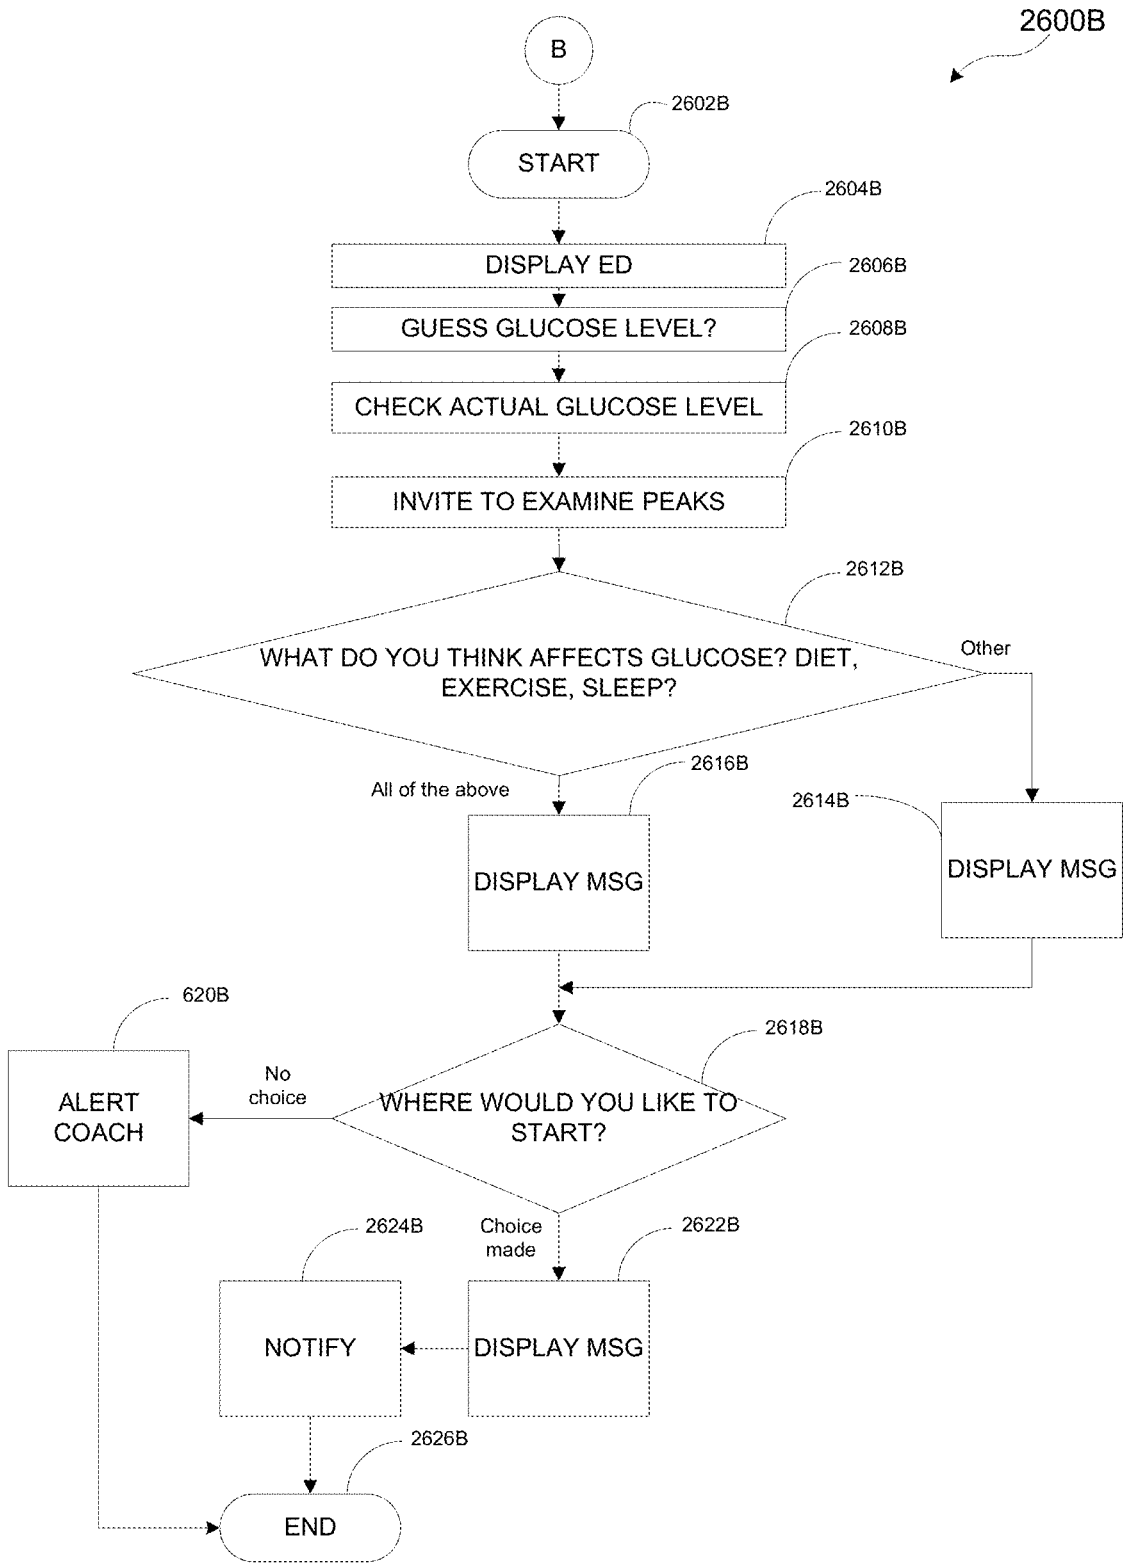 2600B
B
2602B
START
2604B
DISPLAY ED
2606B
GUESS GLUCOSE LEVEL?
2608B
CHECK ACTUAL GLUCOSE LEVEL
2610B
INVITE TO EXAMINE PEAKS
2612B
WHAT DO YOU THINK AFFECTS GLUCOSE? DIET,
EXERCISE, SLEEP?
Other
All of the above
2616B
2614B
DISPLAY MSG
DISPLAY MSG
620B
2618B
No
choice
ALERT
COACH
WHERE WOULD YOU LIKE TO
START?
Choice
made
2624B
2622B
NOTIFY
DISPLAY MSG
2626B
END